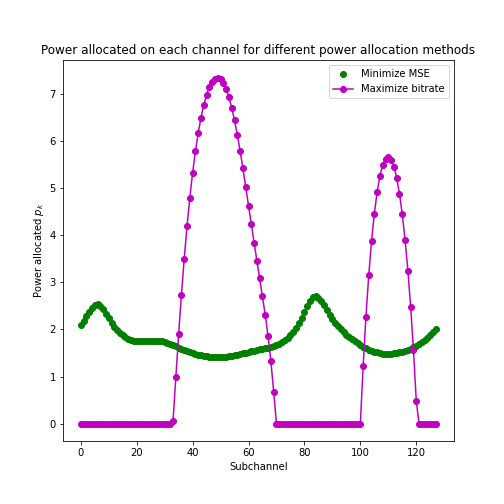 Power allocated on each channel for different power allocation methods
Minimize MSE
Maximize bitrate
7
6
5
4
3
2
1
0
Power allocated p_k
0 20 40 60 80 100 120
Subchannel